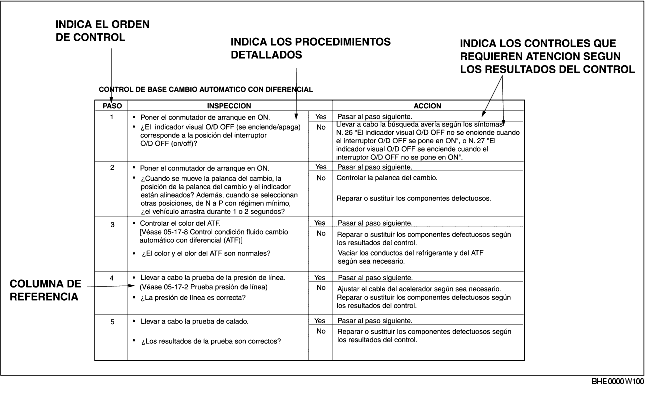 INDICA EL ORDEN
DE CONTROL
INDICA LOS PROCEDIMIENTOS
DETALLADOS
INDICA LOS CONTROLES QUE
REQUIEREN ATENCION SEGUN
LOS RESULTADOS DEL CONTROL
CONTROL DE BASE CAMBIO AUTOMATICO CON DIFERENCIAL
PASO INSPECCION ACCION
1 • Poner el conmutador de arranque en ON.
• ¿El indicador visual O/D OFF (se enciende/apaga)
corresponde a la posición del interruptor
O/D OFF (on/off)?
Yes Pasar al paso siguiente.
No Llevar a cabo la búsqueda avería según los síntomas
N. 26 "El indicador visual O/D OFF no se enciende cuando
el interruptor O/D OFF se pone en ON", o N. 27 "El
indicador visual O/D OFF se enciende cuando el
interruptor O/D OFF no se pone en ON".
2 • Poner el conmutador de arranque en ON.
• ¿Cuando se mueve la palanca del cambio, la
posición de la palanca del cambio y el indicador
están alineados? Además, cuando se seleccionan
otras posiciones, de N a P con régimen mínimo,
¿el vehículo arrastra durante 1 o 2 segundos?
Yes Pasar al paso siguiente.
No Controlar la palanca del cambio.
Reparar o sustituir los componentes defectuosos.
3 • Controlar el color del ATF.
[Véase 05-17-8 Control condición fluido cambio
automático con diferencial (ATF)]
• ¿El color y el olor del ATF son normales?
Yes Pasar al paso siguiente.
No Reparar o sustituir los componentes defectuosos según
los resultados del control.
Vaciar los conductos del refrigerante y del ATF
según sea necesario.
COLUMNA DE
REFERENCIA
4 • Llevar a cabo la prueba de la presión de línea.
(Véase 05-17-2 Prueba presión de línea)
• ¿La presión de línea es correcta?
Yes Pasar al paso siguiente.
No Ajustar el cable del acelerador según sea necesario.
Reparar o sustituir los componentes defectuosos según
los resultados del control.
5 • Llevar a cabo la prueba de calado.
• ¿Los resultados de la prueba son correctos?
Yes Pasar al paso siguiente.
No Reparar o sustituir los componentes defectuosos según
los resultados del control.
BHE0000W100